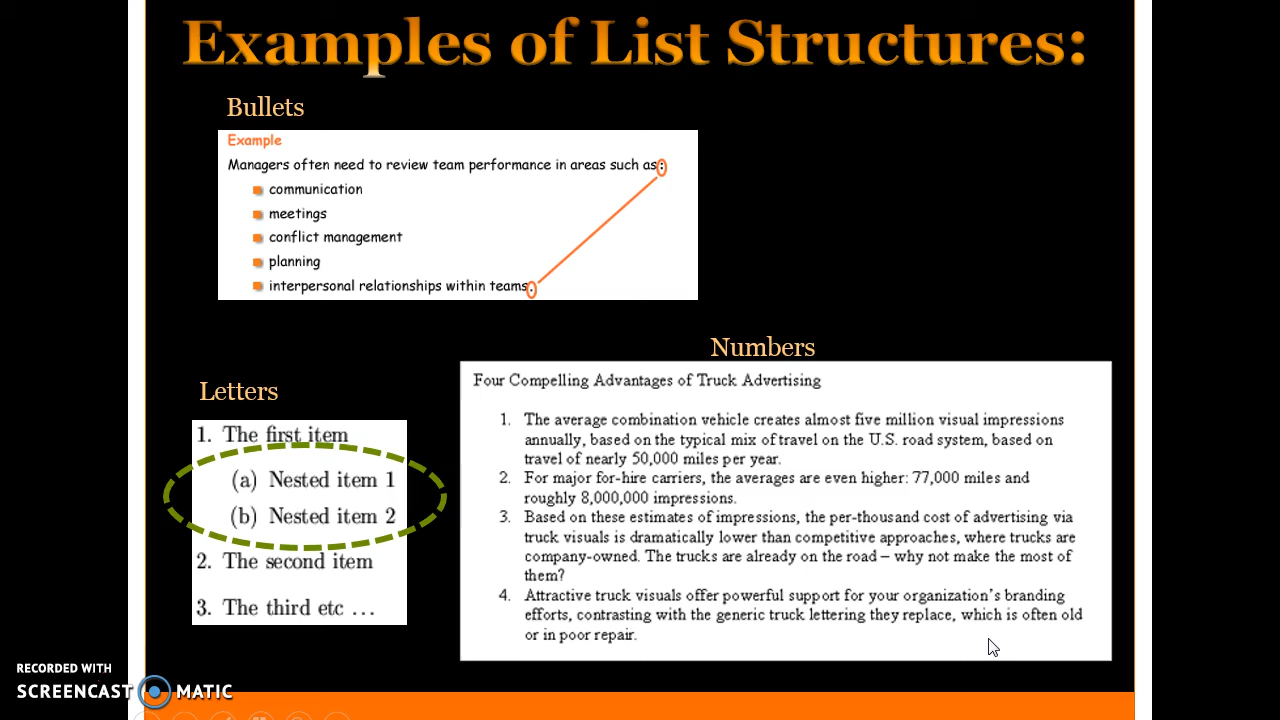 Examples of List Structures:
Bullets
Example
Managers often need to review team performance in areas such as:
communication
meetings
conflict management
planning
interpersonal relationships within teams.
Letters
1. The first item
(a) Nested item 1
(b) Nested item 2
2. The second item
3. The third etc ...
Numbers
Four Compelling Advantages of Truck Advertising
1. The average combination vehicle creates almost five million visual impressions
annually, based on the typical mix of travel on the U.S. road system, based on
travel of nearly 50,000 miles per year.
2. For major for-hire carriers, the averages are even higher: 77,000 miles and
roughly 8,000,000 impressions.
3. Based on these estimates of impressions, the per-thousand cost of advertising via
truck visuals is dramatically lower than competitive approaches, where trucks are
company-owned. The trucks are already on the road – why not make the most of
them?
4. Attractive truck visuals offer powerful support for your organization's branding
efforts, contrasting with the generic truck lettering they replace, which is often old
or in poor repair.
RECORDED WITH
SCREENCAST MATIC